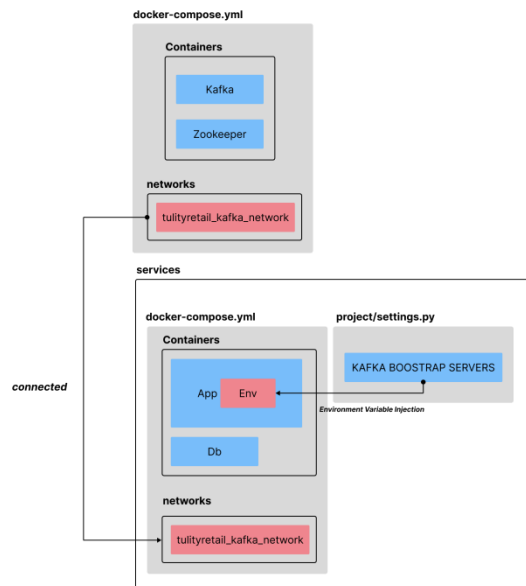 docker-compose.yml
Containers
Kafka
Zookeeper
networks
tulityretail_kafka_network
services
docker-compose.yml
project/settings.py
Containers
KAFKA BOOSTRAP SERVERS
App
Env
connected
Environment Variable Injection
Db
networks
tulityretail_kafka_network